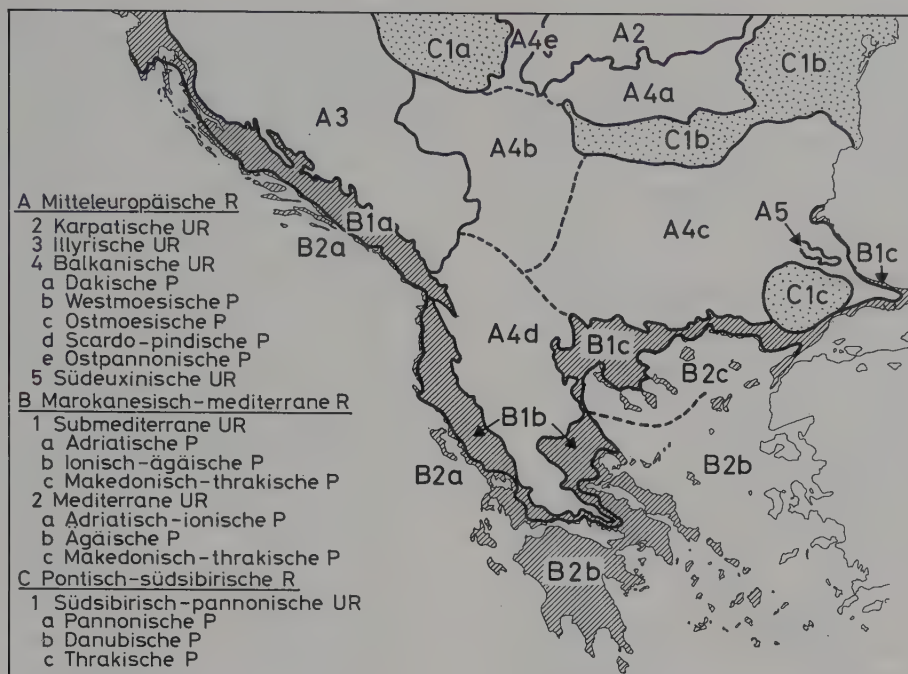 C1a
A4e
A2
C1b
A3
A4a
A4b
C1b
A Mitteleuropäische R
2 Karpatische UR
3 Illyrische UR
4 Balkanische UR
a Dakische P
b Westmoesische P
c Ostmoesische P
d Scardo-pindische P
e Ostpannonische P
5 Südeuxinische UR
B Marokanesisch-mediterrane R
1 Submediterrane UR
a Adriatische P
b Ionisch-ägäische P
c Makedonisch-thrakische P
2 Mediterrane UR
a Adriatisch-ionische P
b Ägäische P
c Makedonisch-thrakische P
C Pontisch-südsibirische R
1 Südsibirisch-pannonische UR
a Pannonische P
b Danubische P
c Thrakische P
B1a
B2a
A4c
A5
B1c
C1c
A4d
B1c
B2c
B1b
B2a
B2b
B2b